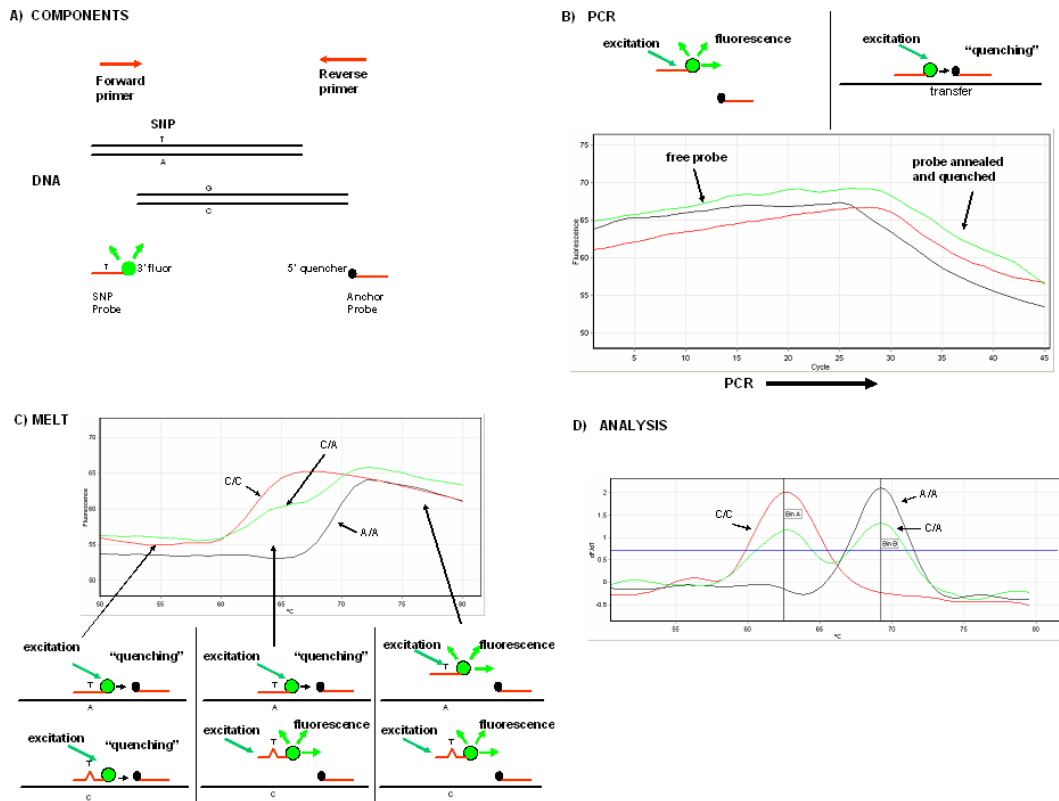 A) COMPONENTS
Forward
primer
Reverse
primer
SNP
T
A
DNA
G
C
T
3' fluor
5' quencher
SNP
Probe
Anchor
Probe
B) PCR
excitation
fluorescence
excitation
"quenching"
transfer
free probe
probe annealed
and quenched
Fluorescence
75
70
65
60
55
50
5
10
15
20
25
30
35
40
45
Cycle
PCR
C) MELT
C/C
C/A
A/A
Fluorescence
70
65
60
55
58
50
55
60
65
70
75
80
°C
excitation
"quenching"
T
A
excitation
"quenching"
T
C
excitation
"quenching"
T
A
excitation
fluorescence
T
C
excitation
fluorescence
T
A
excitation
fluorescence
T
C
D) ANALYSIS
C/C
A/A
C/A
Bin A
Bin B
dF/dT
2
1.5
1
0.5
0
-0.5
55
60
65
70
75
80
°C